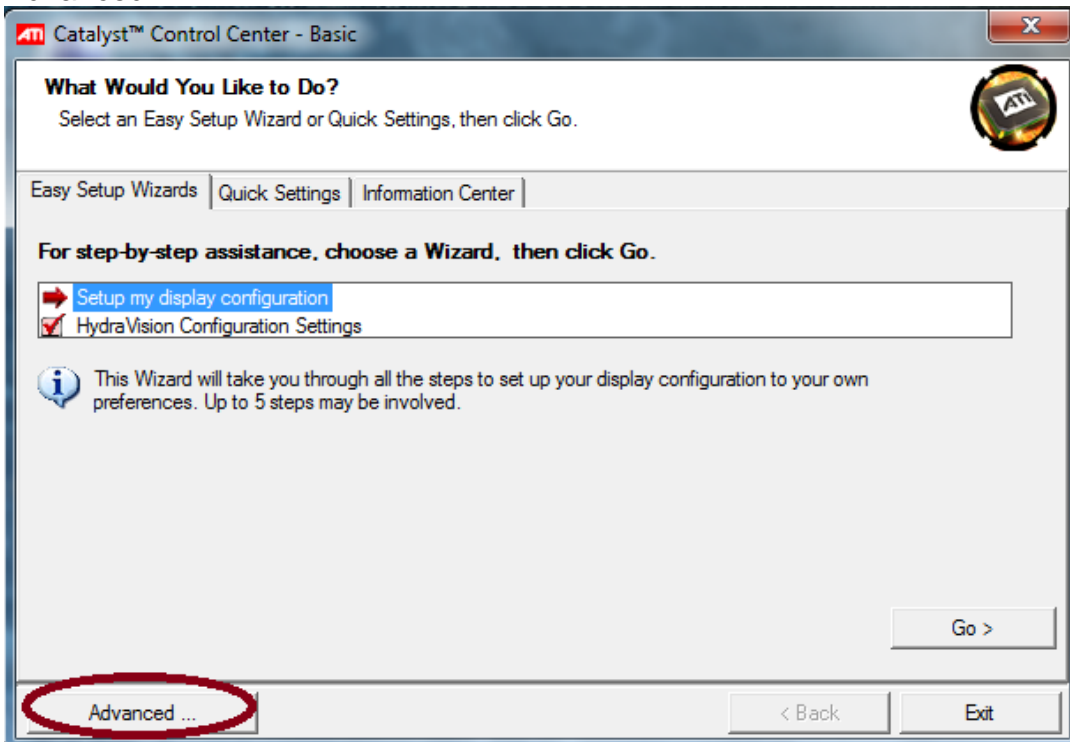 ATI Catalyst™ Control Center - Basic
What Would You Like to Do?
Select an Easy Setup Wizard or Quick Settings, then click Go.
ATI
Easy Setup Wizards Quick Settings Information Center
For step-by-step assistance, choose a Wizard, then click Go.
Setup my display configuration
HydraVision Configuration Settings
This Wizard will take you through all the steps to set up your display configuration to your own
preferences. Up to 5 steps may be involved.
Go >
Advanced ... < Back Exit